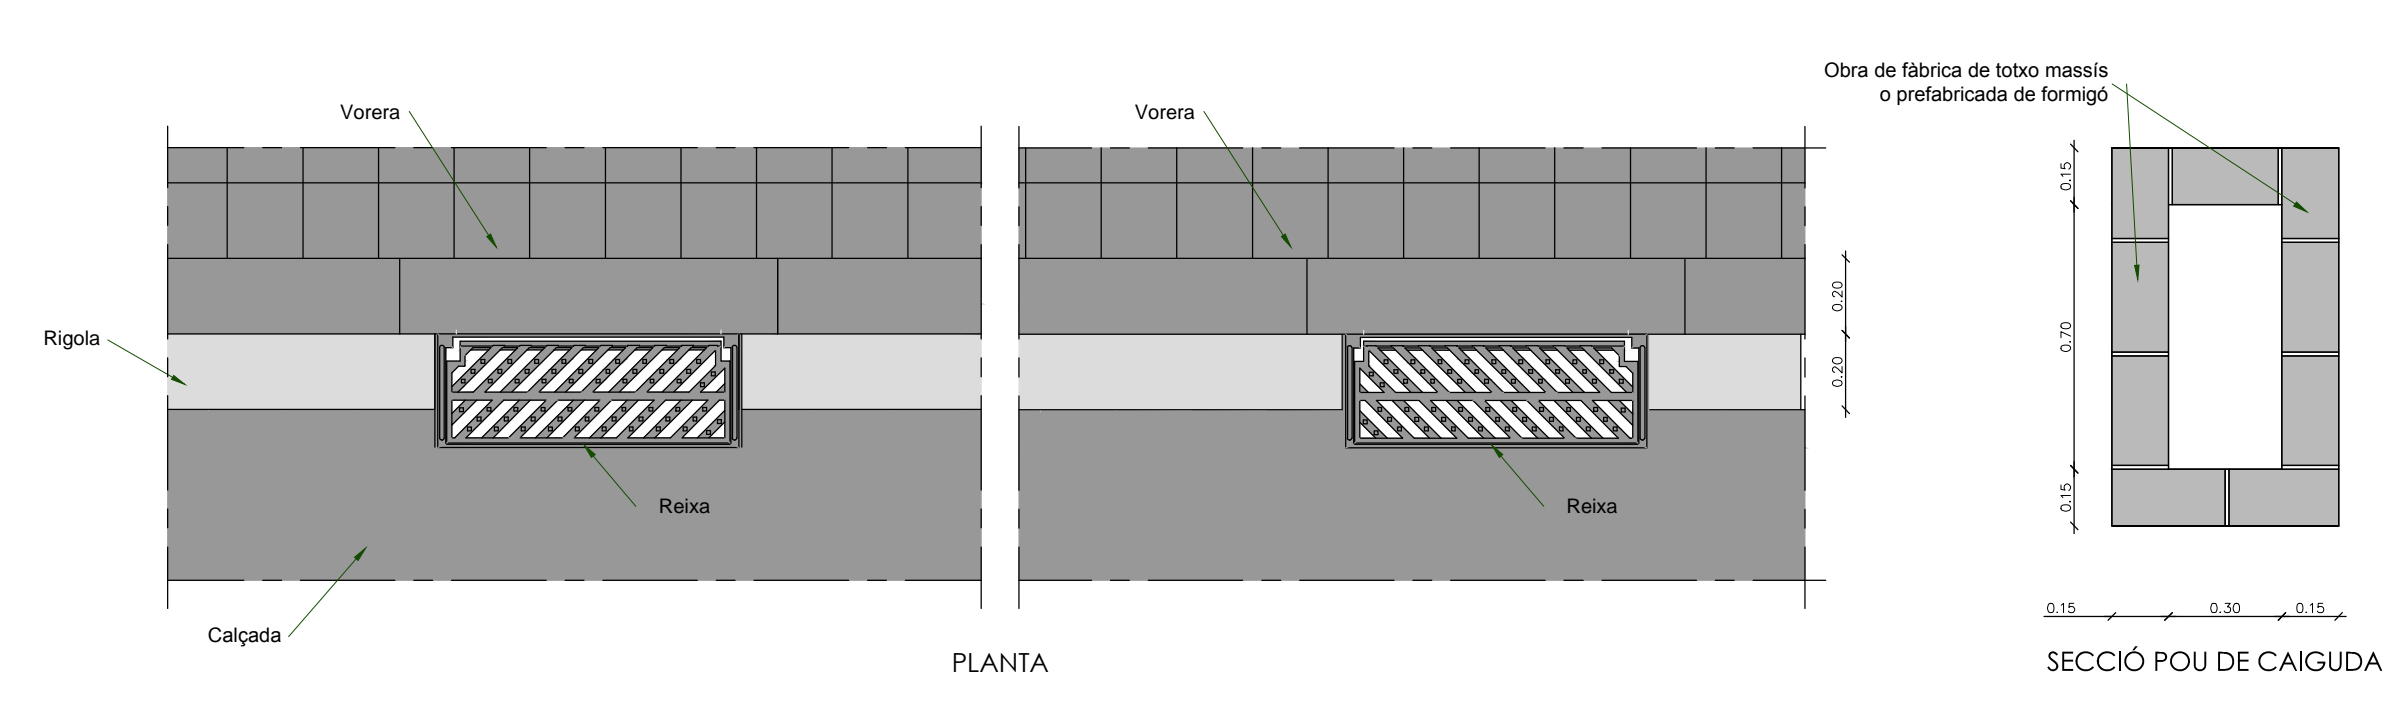 Obra de fàbrica de totxo massís
o prefabricada de formigó
Vorera
Vorera
0.15
0.20
0.70
0.20
Rigola
0.15
Reixa
Reixa
Calçada
0.15
0.30
0.15
PLANTA
SECCIÓ POU DE CAIGUDA